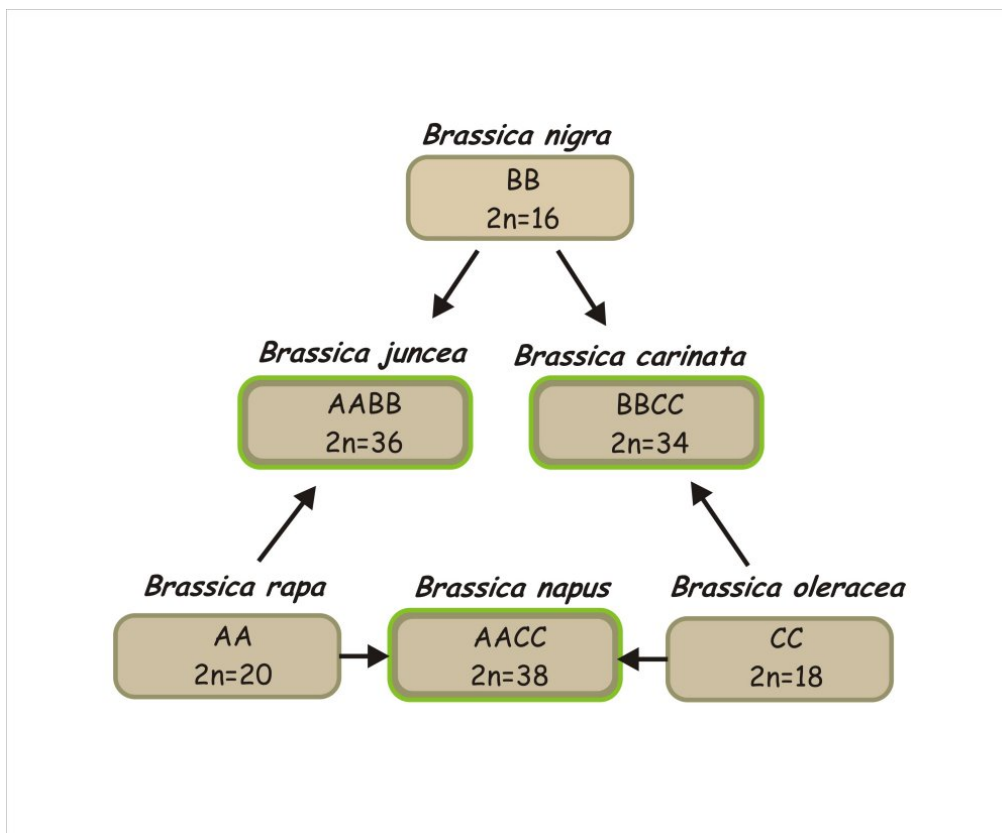 Brassica nigra
BB
2n=16
Brassica juncea
AABB
2n=36
Brassica carinata
BBCC
2n=34
Brassica rapa
AA
2n=20
Brassica napus
AACC
2n=38
Brassica oleracea
CC
2n=18